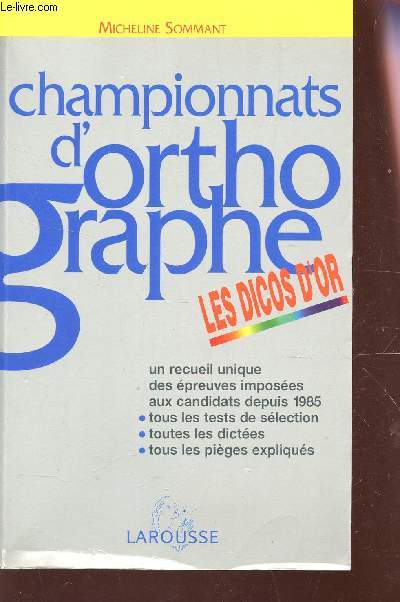 Le-livre.com
MICHELINE SOMMANT
championnats
d'ortho
graphe
LES DICOS D'OR
un recueil unique
des épreuves imposées
aux candidats depuis 1985
• tous les tests de sélection
• toutes les dictées
• tous les pièges expliqués
LAROUSSE